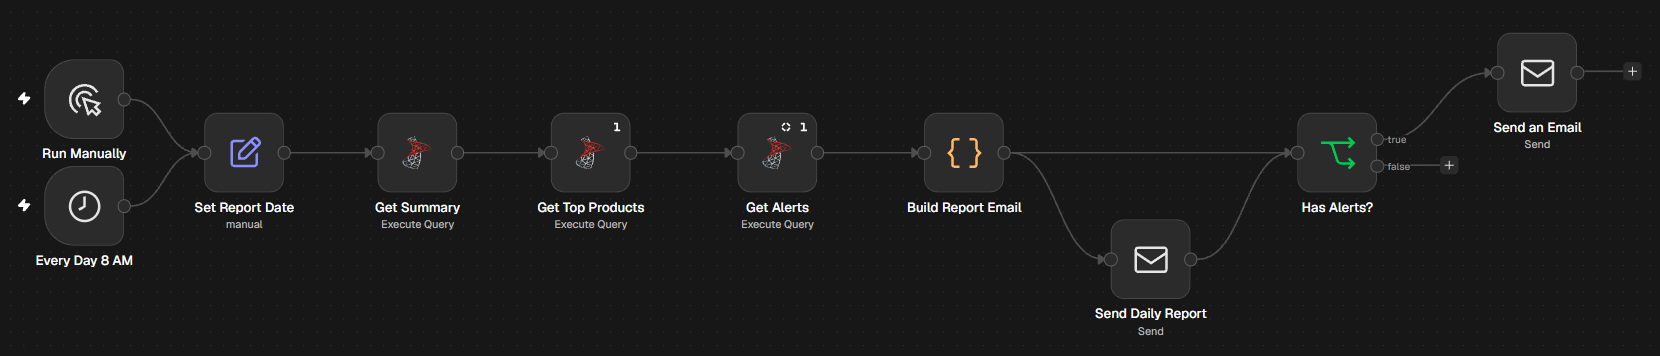 Run Manually
Every Day 8 AM
Set Report Date
manual
Get Summary
Execute Query
1
Get Top Products
Execute Query
1
Get Alerts
Execute Query
{ }
Build Report Email
Send Daily Report
Send
Has Alerts?
true
false
+
Send an Email
Send
+